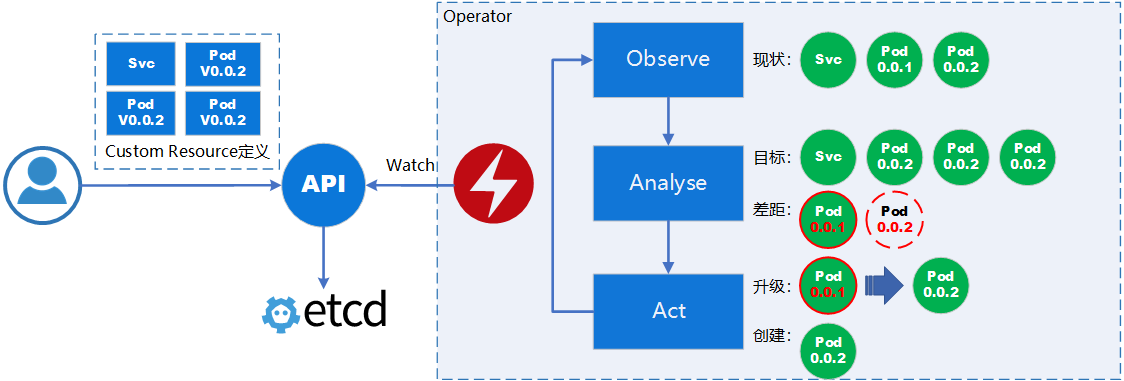 Operator
Svc
Pod
V0.0.2
Pod
V0.0.2
Pod
V0.0.2
Custom Resource定义
API
Watch
etcd
Observe
现状:
Svc
Pod
0.0.1
Pod
0.0.2
Analyse
目标:
Svc
Pod
0.0.2
Pod
0.0.2
Pod
0.0.2
差距:
Pod
0.0.1
Pod
0.0.2
Act
升级:
Pod
0.0.1
Pod
0.0.2
创建:
Pod
0.0.2